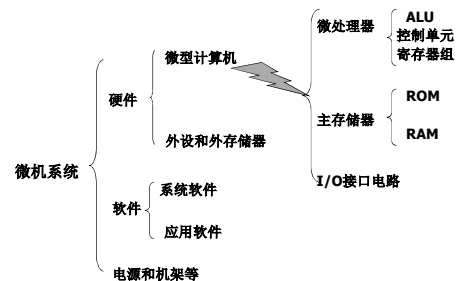 微处理器
ALU
控制单元
寄存器组
微型计算机
硬件
ROM
主存储器
RAM
外设和外存储器
微机系统
I/O接口电路
系统软件
软件
应用软件
电源和机架等